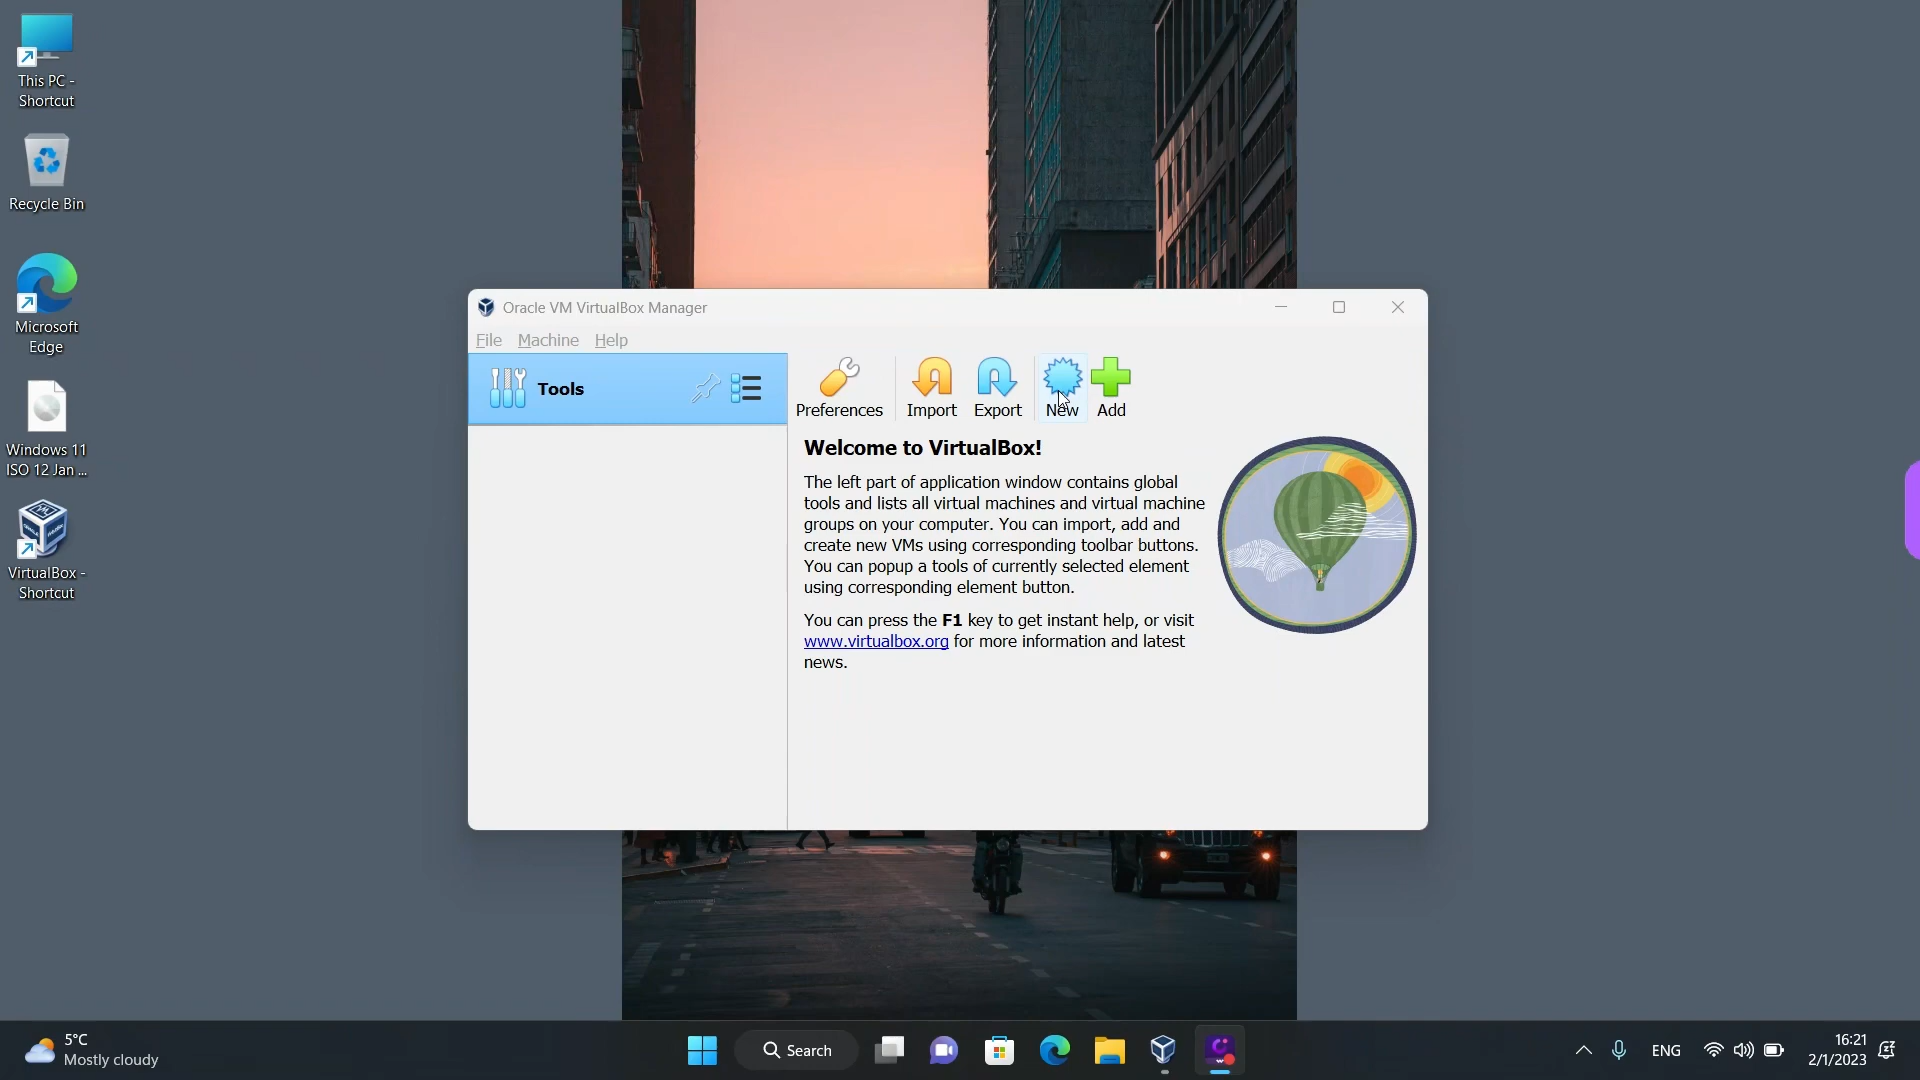 This PC -
Shortcut
Recycle Bin
Microsoft
Edge
Windows 11
ISO 12 Jan ...
VirtualBox -
Shortcut
Oracle VM VirtualBox Manager
File Machine Help
Tools
Preferences Import Export New Add
Welcome to VirtualBox!
The left part of application window contains global
tools and lists all virtual machines and virtual machine
groups on your computer. You can import, add and
create new VMs using corresponding toolbar buttons.
You can popup a tools of currently selected element
using corresponding element button.
You can press the F1 key to get instant help, or visit
www.virtualbox.org for more information and latest
news.
5°C
Mostly cloudy
Search
ENG
16:21
2/1/2023